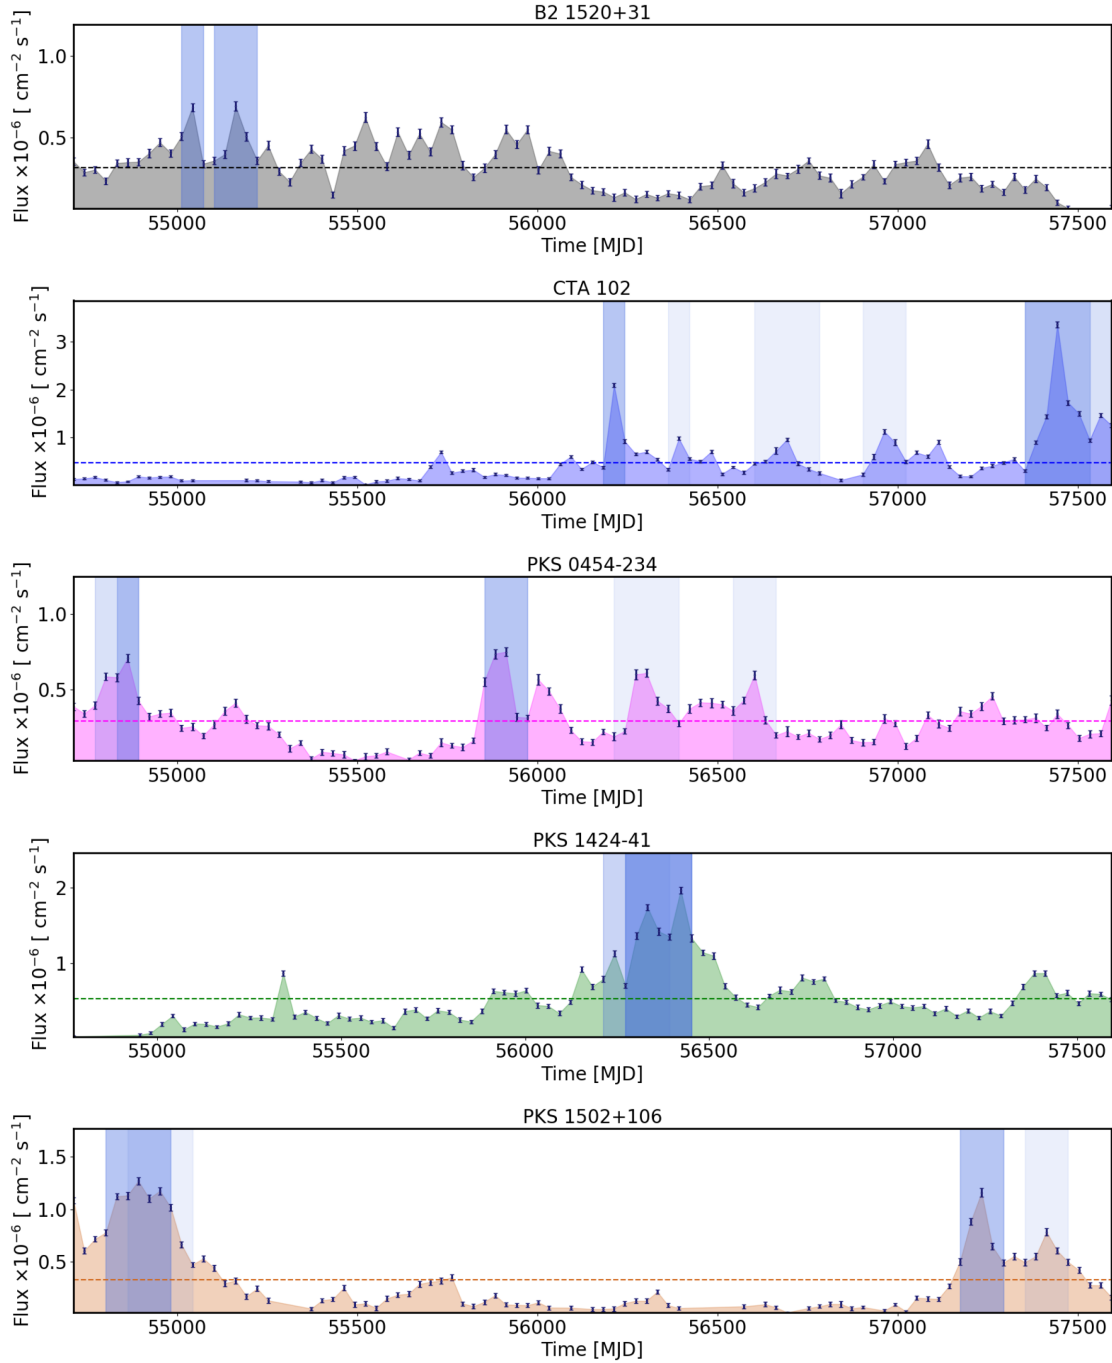 B2 1520+31
Flux ×10⁻⁶ [ cm⁻² s⁻¹]
1.0
0.5
55000 55500 56000 56500 57000 57500
Time [MJD]
CTA 102
Flux ×10⁻⁶ [ cm⁻² s⁻¹]
3
2
1
55000 55500 56000 56500 57000 57500
Time [MJD]
PKS 0454-234
Flux ×10⁻⁶ [ cm⁻² s⁻¹]
1.0
0.5
55000 55500 56000 56500 57000 57500
Time [MJD]
PKS 1424-41
Flux ×10⁻⁶ [ cm⁻² s⁻¹]
2
1
55000 55500 56000 56500 57000 57500
Time [MJD]
PKS 1502+106
Flux ×10⁻⁶ [ cm⁻² s⁻¹]
1.5
1.0
0.5
55000 55500 56000 56500 57000 57500
Time [MJD]